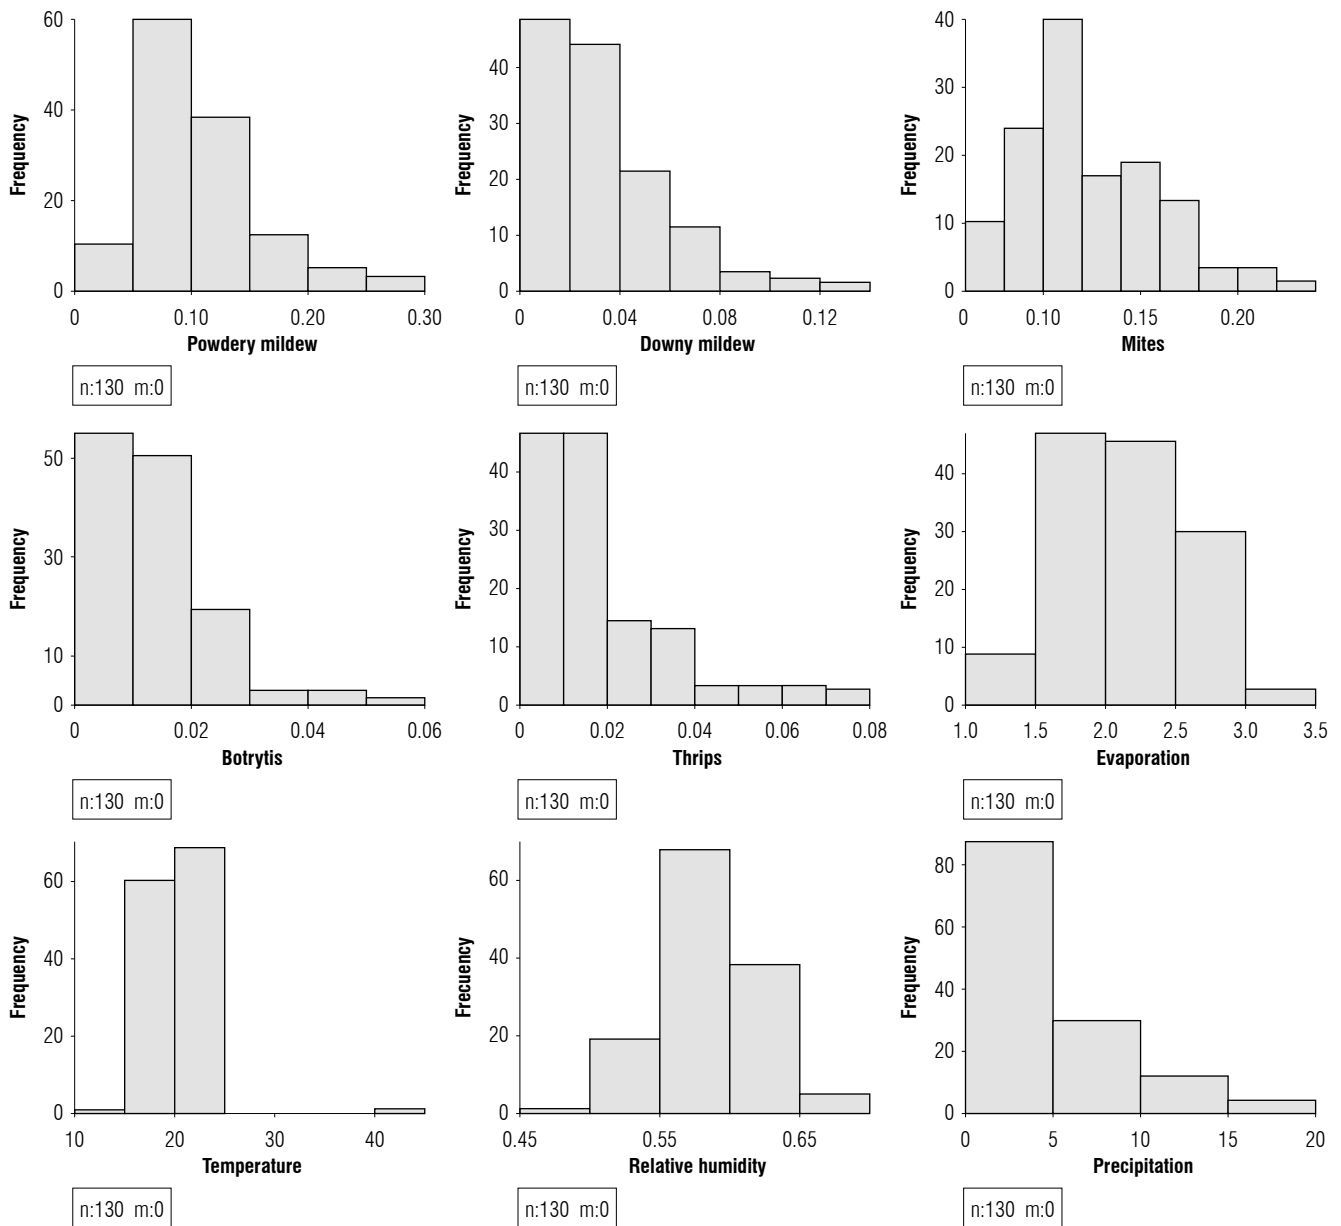 60
40
20
0
Frequency
0 0.10 0.20 0.30
Powdery mildew
n:130 m:0
40
30
20
10
0
Frequency
0 0.04 0.08 0.12
Downy mildew
n:130 m:0
40
30
20
10
0
Frequency
0 0.10 0.15 0.20
Mites
n:130 m:0
50
30
10
0
Frequency
0 0.02 0.04 0.06
Botrytis
n:130 m:0
40
30
20
10
0
Frequency
0 0.02 0.04 0.06 0.08
Thrips
n:130 m:0
40
30
20
10
0
Frequency
1.0 1.5 2.0 2.5 3.0 3.5
Evaporation
n:130 m:0
60
40
20
0
Frequency
10 20 30 40
Temperature
n:130 m:0
60
40
20
0
Frecuency
0.45 0.55 0.65
Relative humidity
n:130 m:0
80
60
40
20
0
Frequency
0 5 10 15 20
Precipitation
n:130 m:0